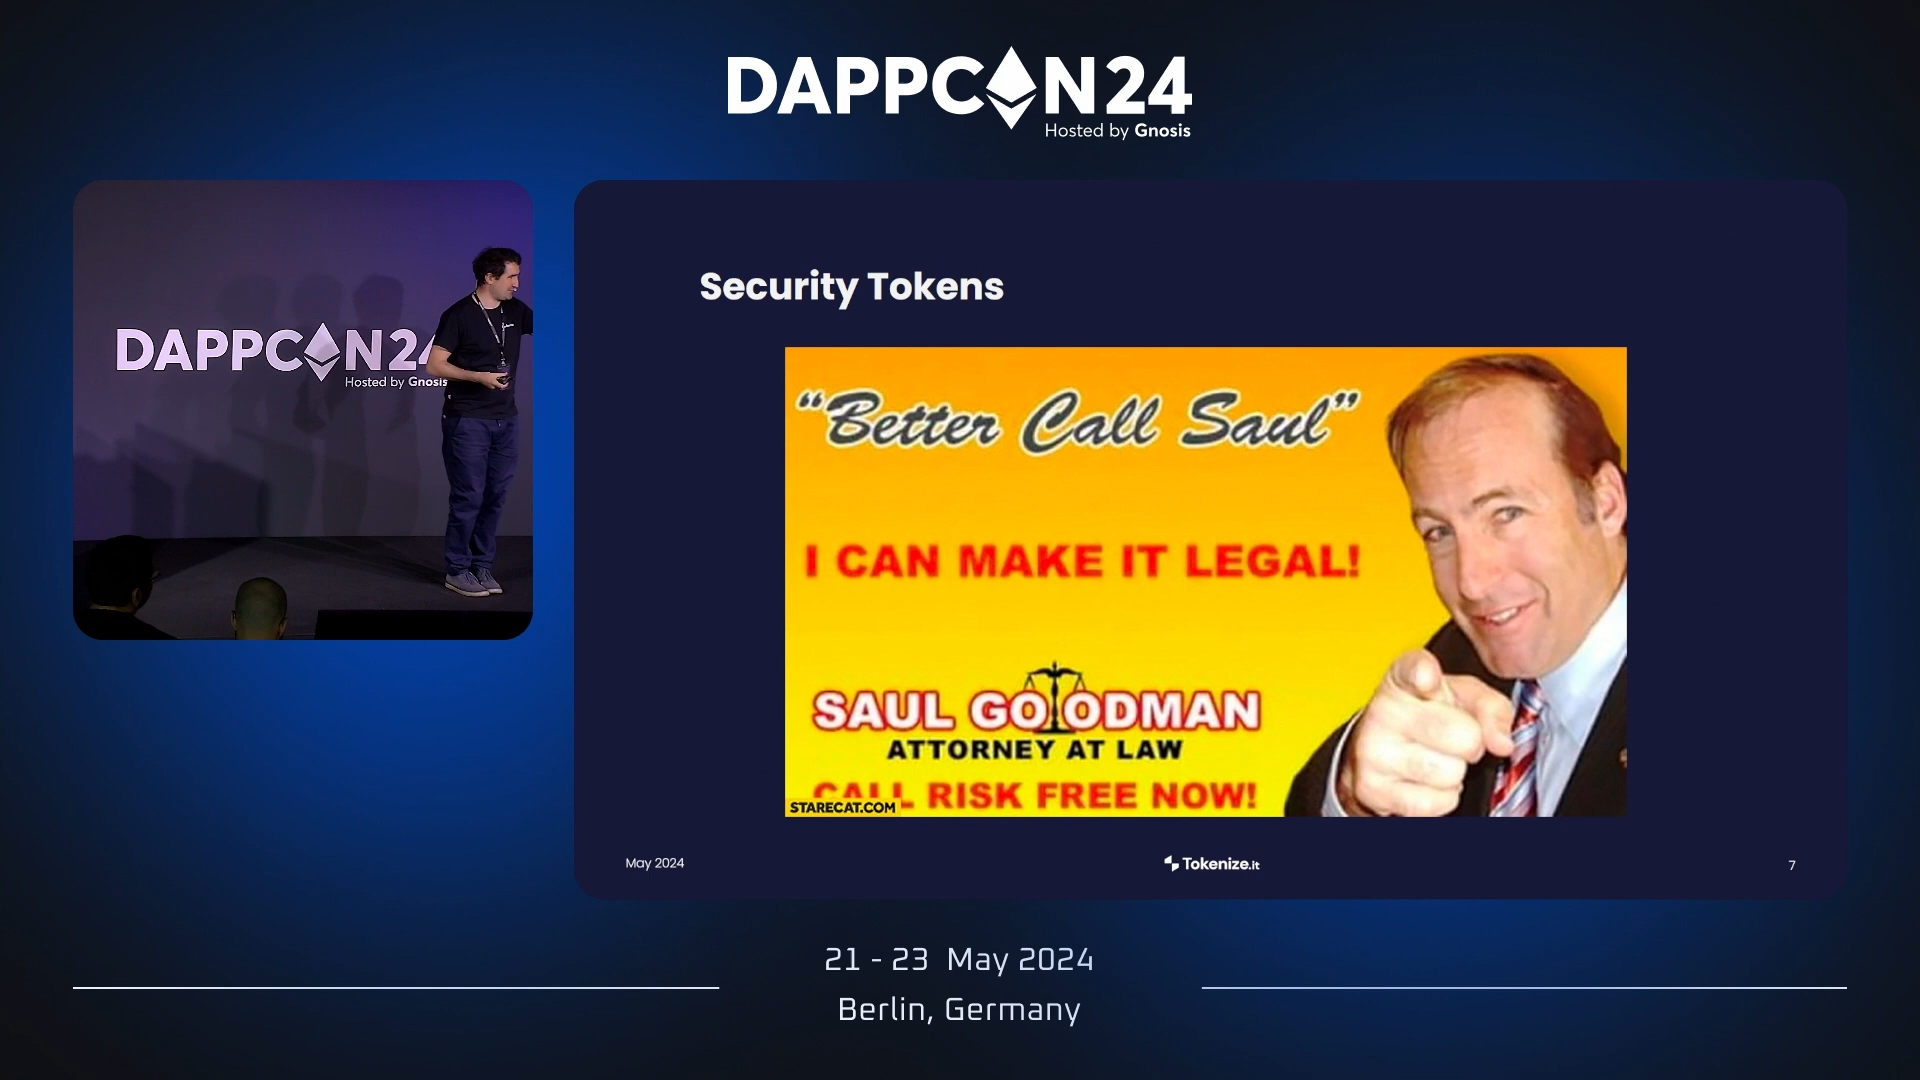 DAPPCON24
Hosted by Gnosis
DAPPCON24
Hosted by Gnosis
Security Tokens
“Better Call Saul”
I CAN MAKE IT LEGAL!
SAUL GOODMAN
ATTORNEY AT LAW
CALL RISK FREE NOW!
STARECAT.COM
May 2024
Tokenize.it
7
21 - 23 May 2024
Berlin, Germany